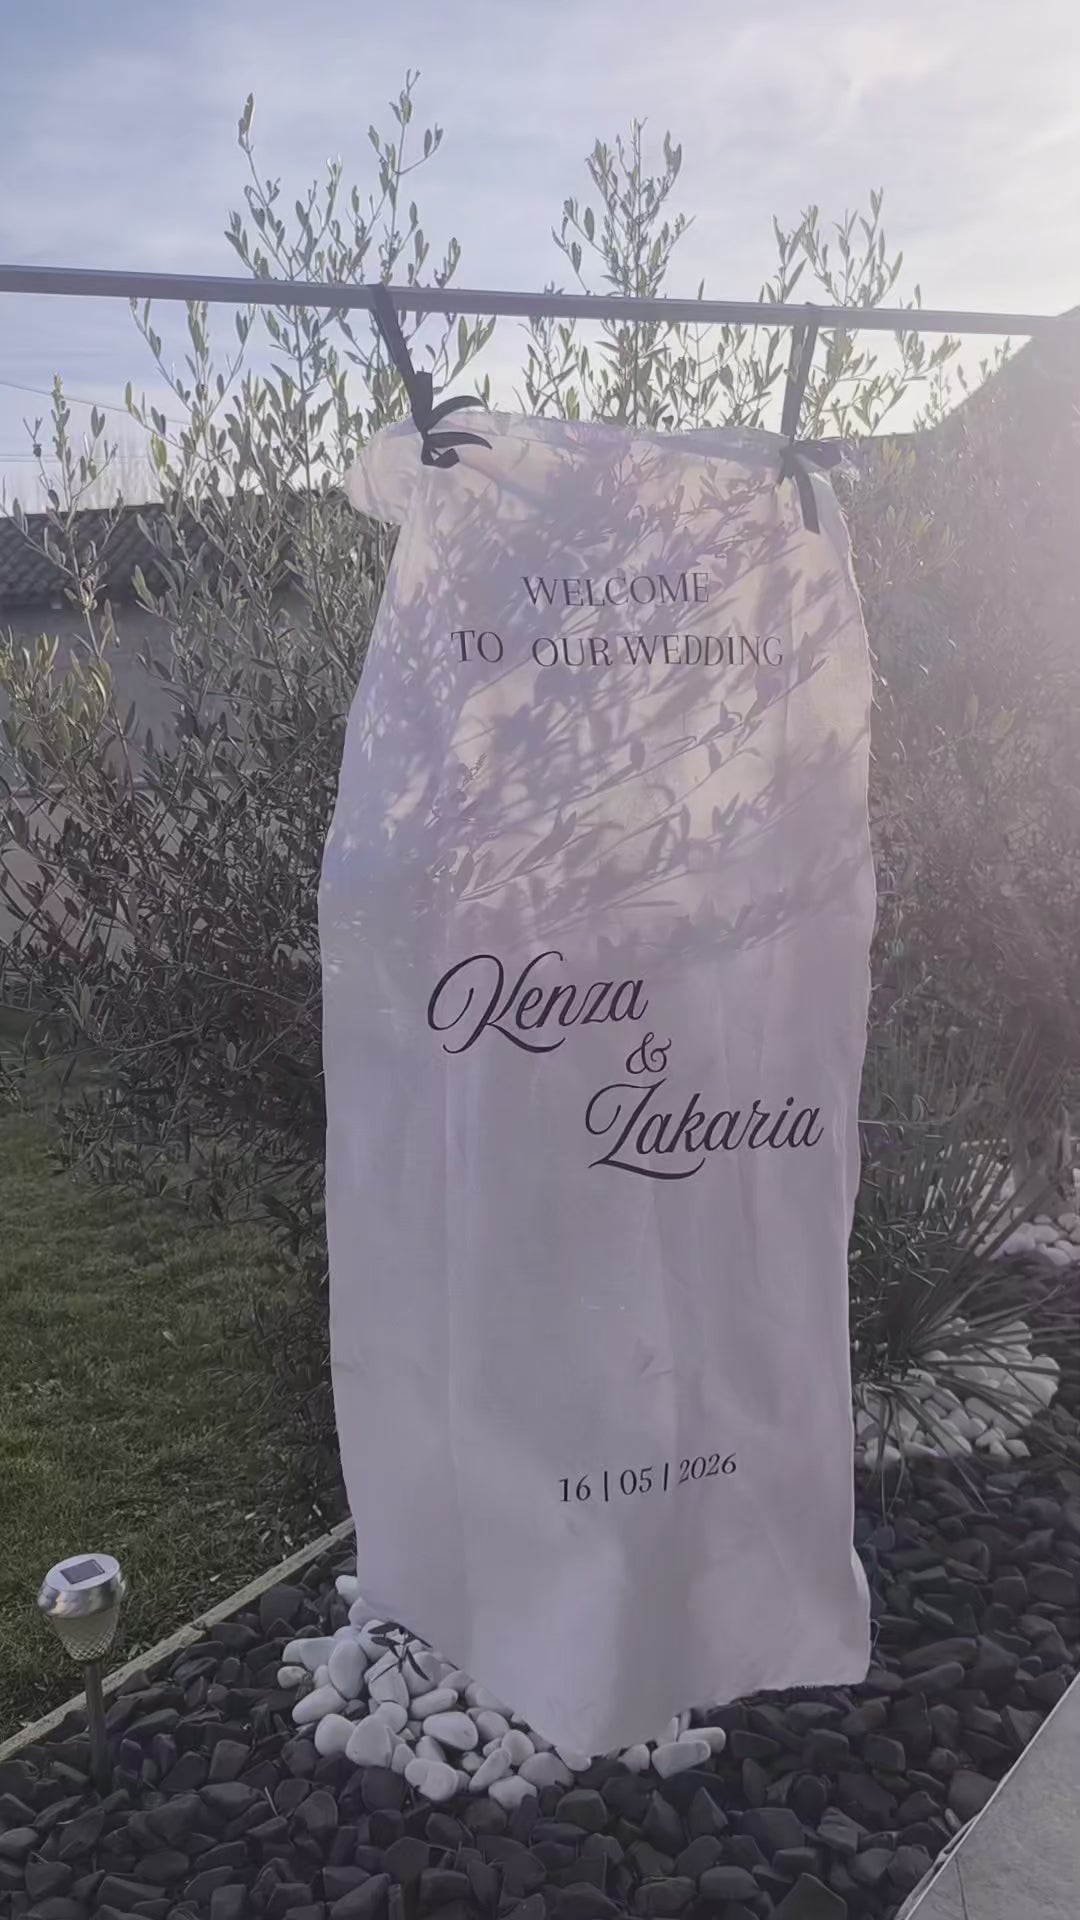 WELCOME
TO OUR WEDDING
Kenza
&
Zakaria
16 | 05 | 2026